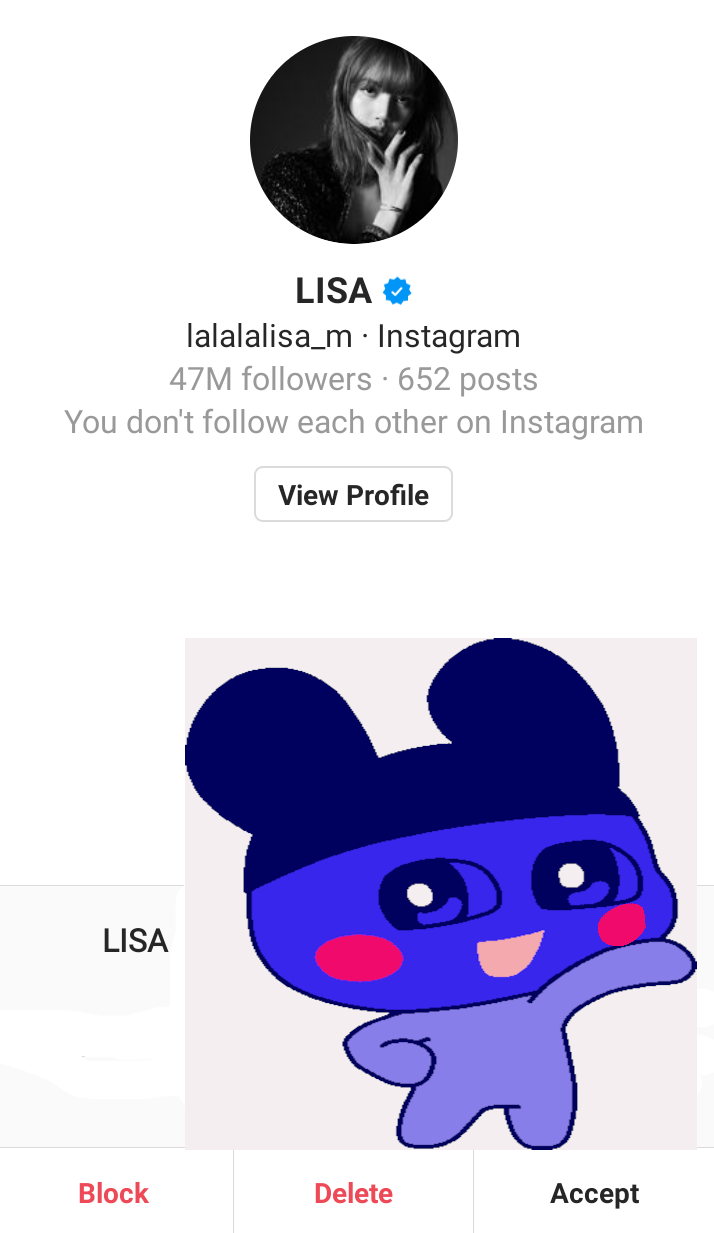 LISA
lalalalisa_m · Instagram
47M followers · 652 posts
You don't follow each other on Instagram
View Profile
LISA
Block
Delete
Accept